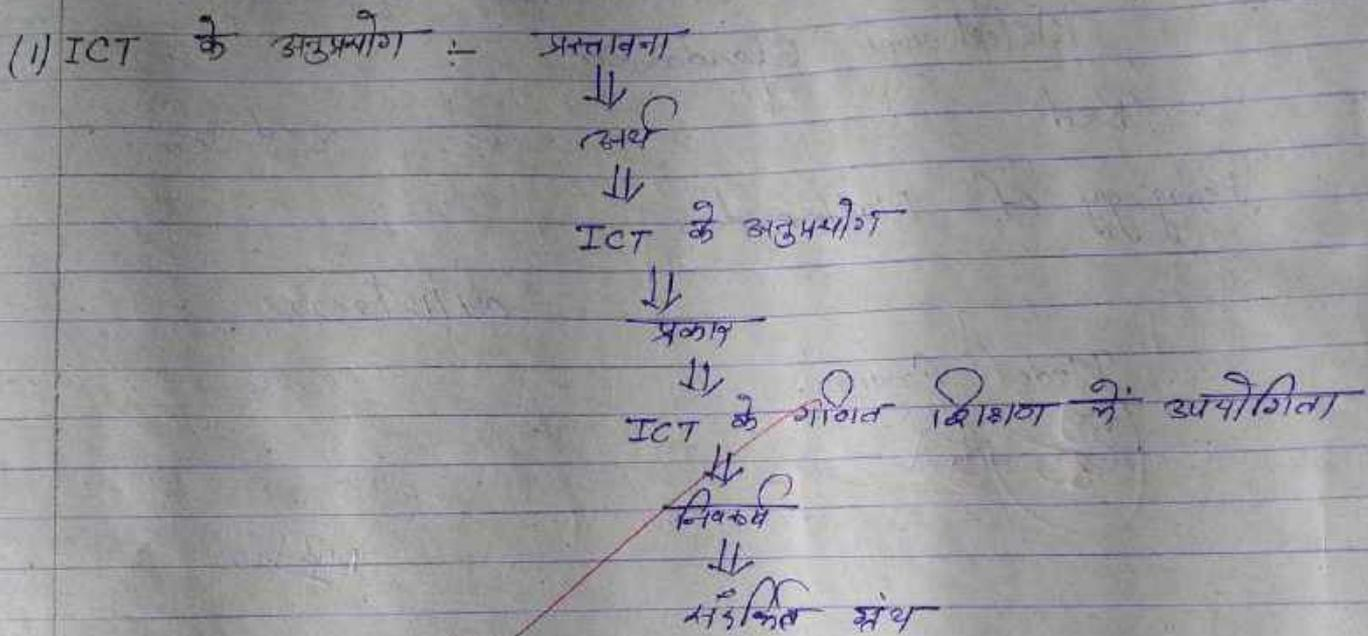 (1) ICT के अनुप्रयोग :- प्रस्तावना
⇓
अर्थ
⇓
ICT के अनुप्रयोग
⇓
प्रकार
⇓
ICT के गणित शिक्षण में उपयोगिता
⇓
निष्कर्ष
⇓
संदर्भित ग्रंथ